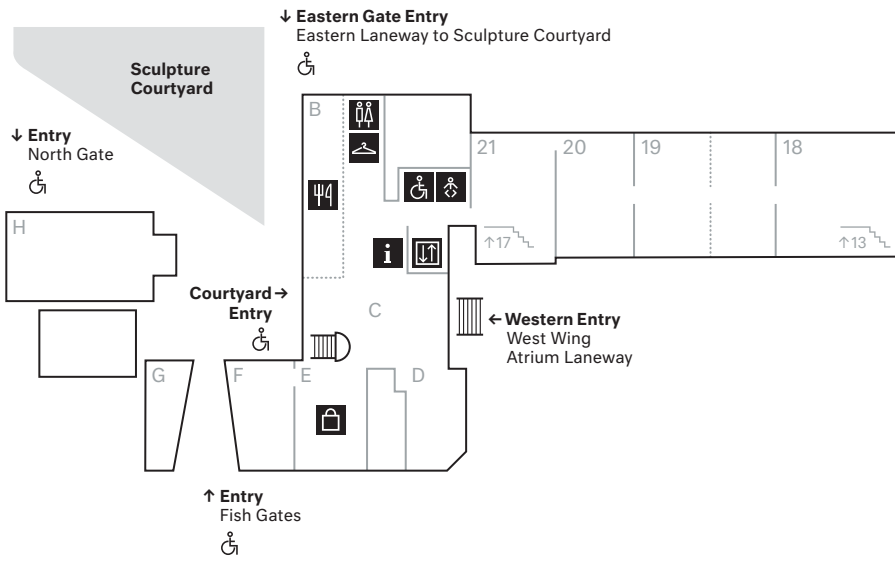 ↓ Eastern Gate Entry
Eastern Laneway to Sculpture Courtyard
Sculpture
Courtyard
B
↓ Entry
North Gate
21
20
19
18
H
↑17
↑13
i
Courtyard →
Entry
C
← Western Entry
West Wing
Atrium Laneway
G
F
E
D
↑ Entry
Fish Gates